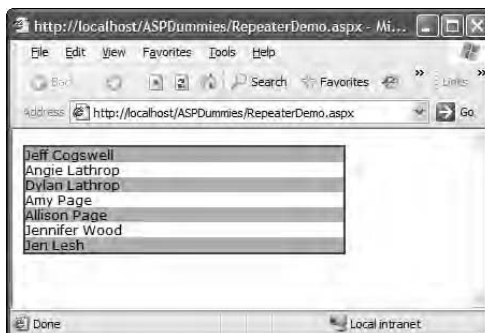 http://localhost/ASPDummies/RepeaterDemo.aspx - Mi...
File Edit View Favorites Tools Help
Back Search Favorites »
Links »
Address http://localhost/ASPDummies/RepeaterDemo.aspx Go
Jeff Cogswell
Angie Lathrop
Dylan Lathrop
Amy Page
Allison Page
Jennifer Wood
Jen Lesh
Done Local intranet